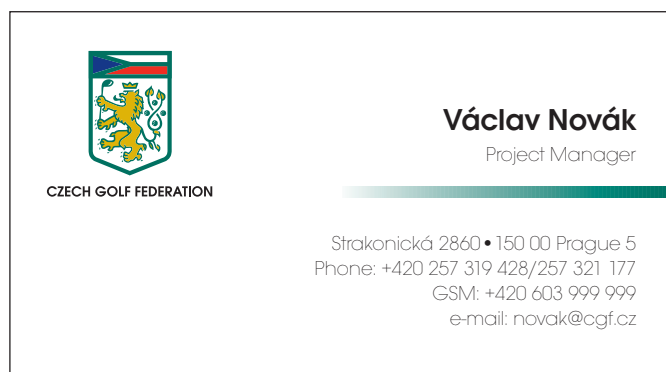 CZECH GOLF FEDERATION
Václav Novák
Project Manager
Strakonická 2860 • 150 00 Prague 5
Phone: +420 257 319 428/257 321 177
GSM: +420 603 999 999
e-mail: novak@cgf.cz